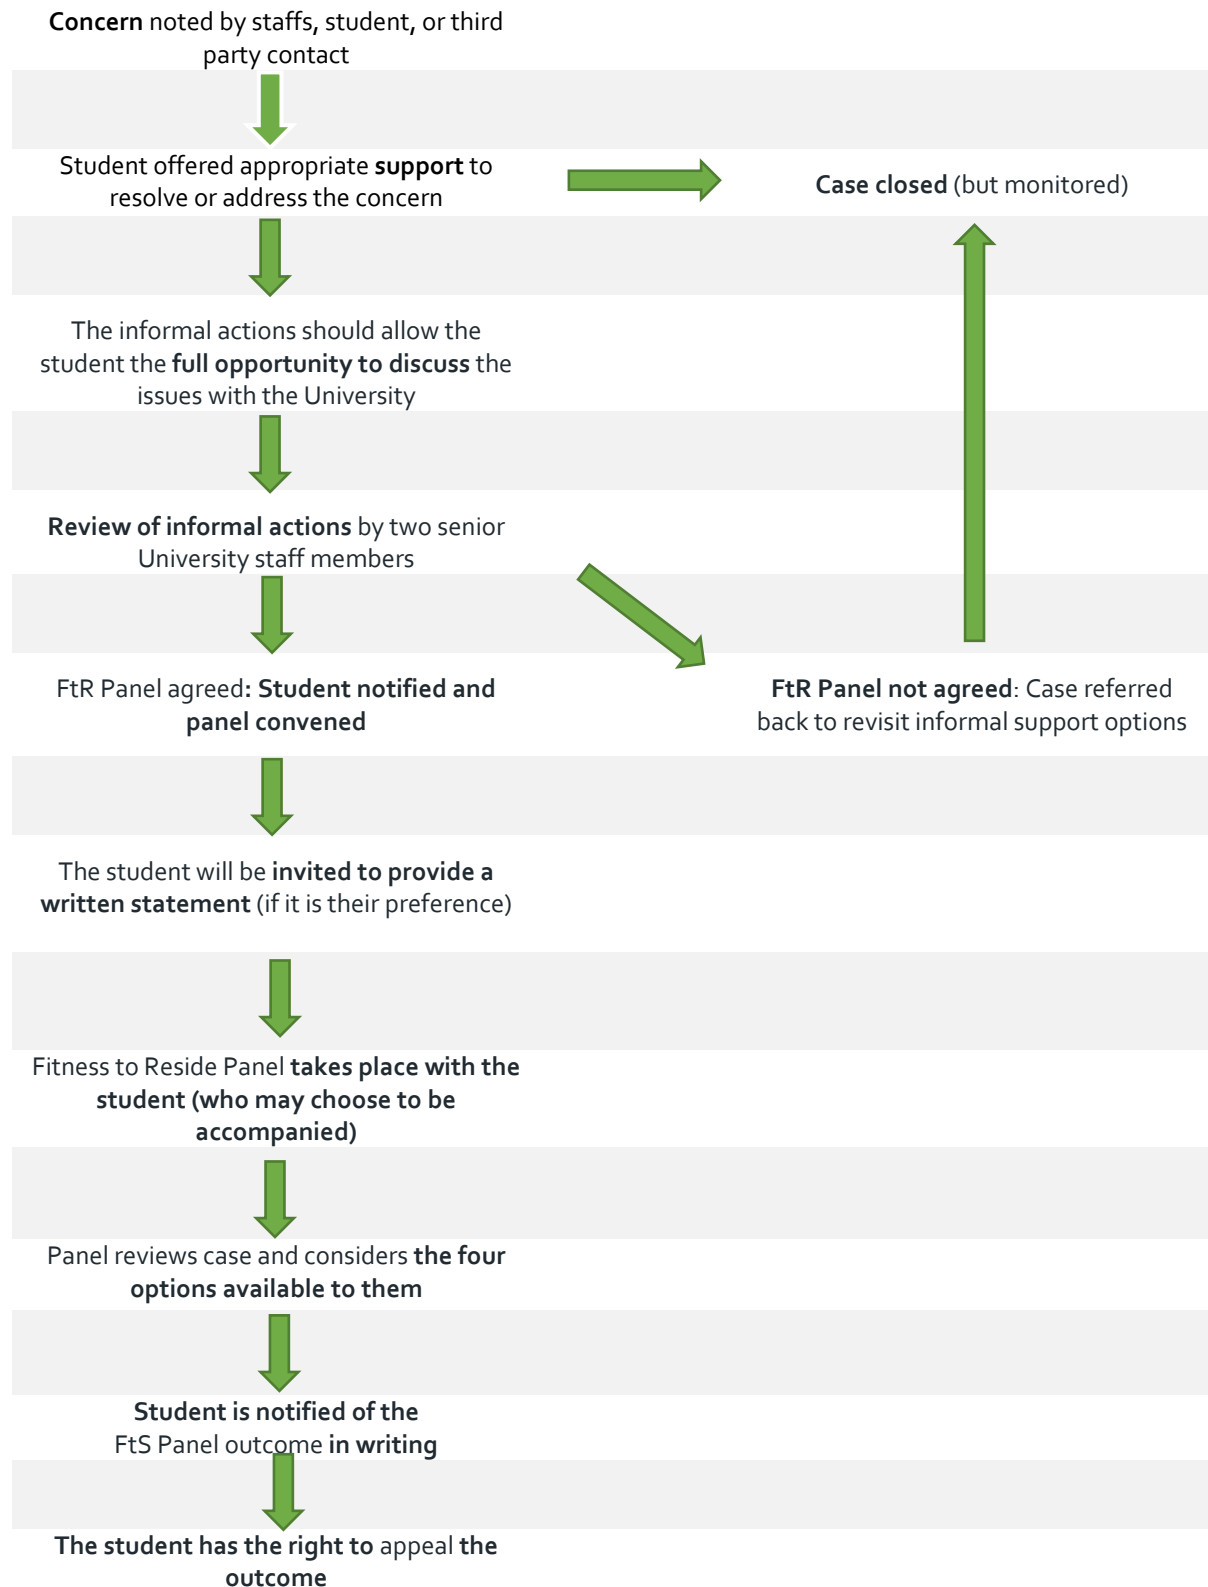 Concern noted by staffs, student, or third
party contact
Student offered appropriate support to
resolve or address the concern
Case closed (but monitored)
The informal actions should allow the
student the full opportunity to discuss the
issues with the University
Review of informal actions by two senior
University staff members
FtR Panel agreed: Student notified and
panel convened
FtR Panel not agreed: Case referred
back to revisit informal support options
The student will be invited to provide a
written statement (if it is their preference)
Fitness to Reside Panel takes place with the
student (who may choose to be
accompanied)
Panel reviews case and considers the four
options available to them
Student is notified of the
FtS Panel outcome in writing
The student has the right to appeal the
outcome